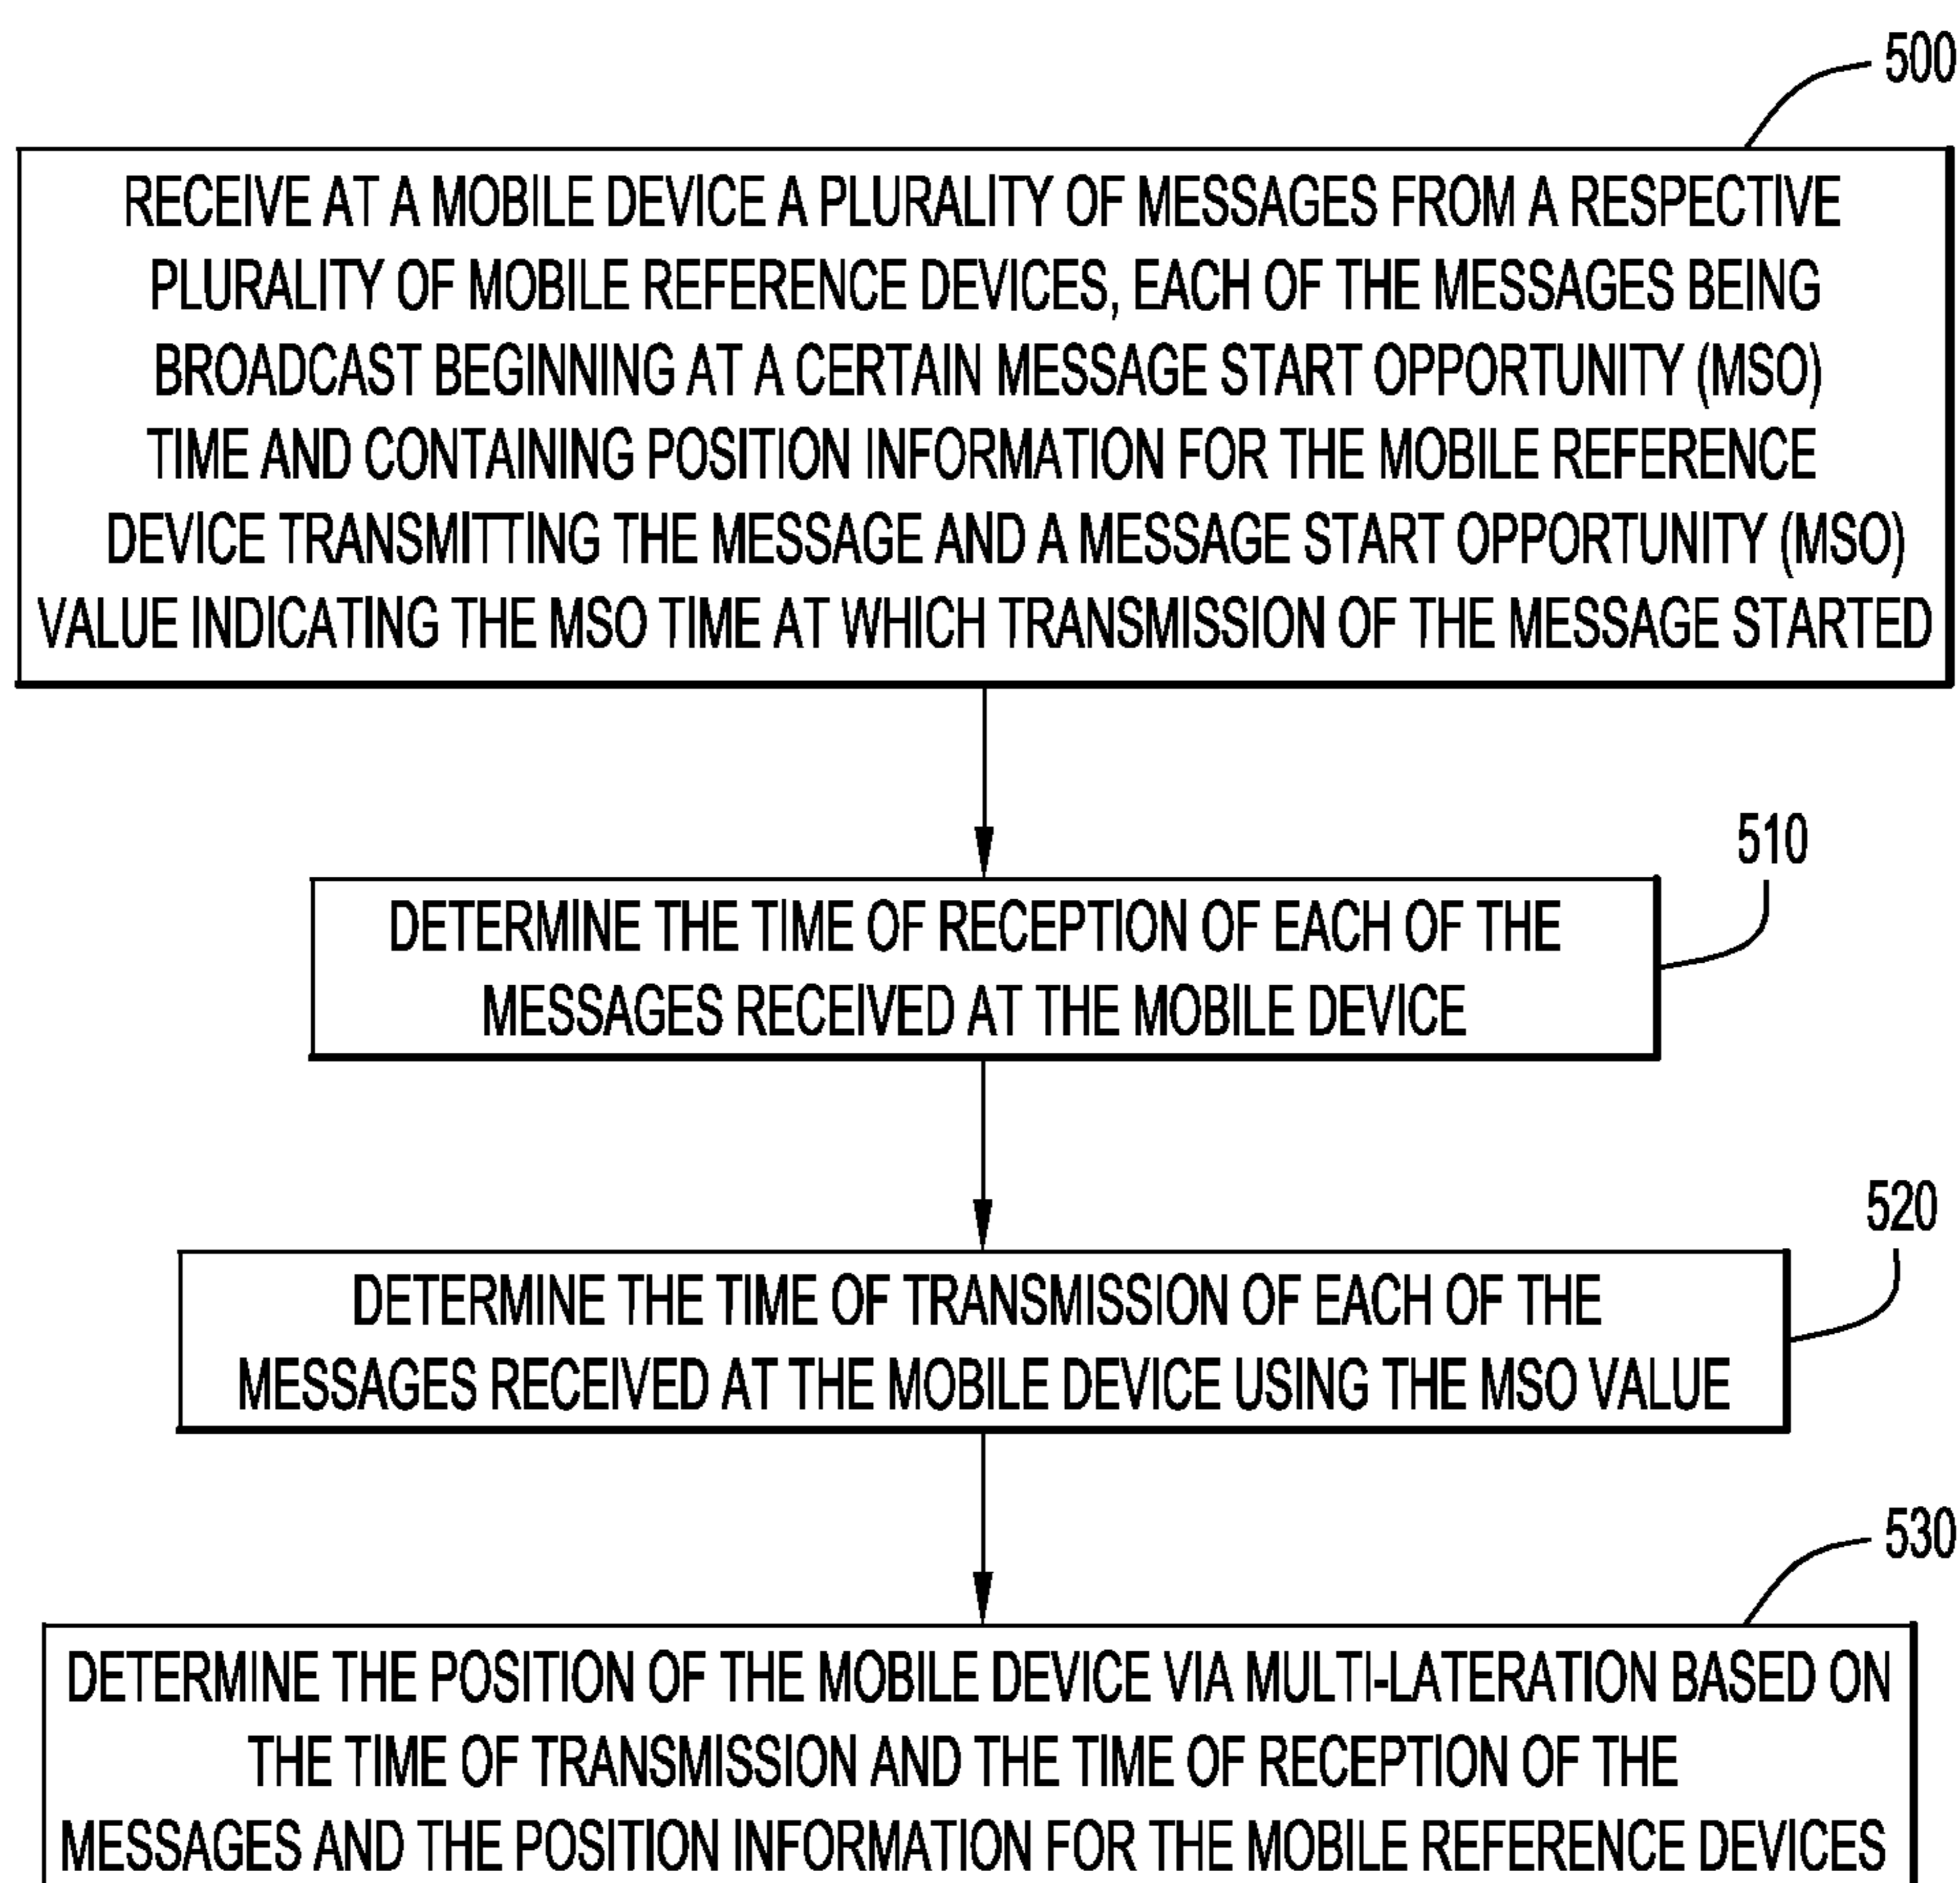 500
RECEIVE AT A MOBILE DEVICE A PLURALITY OF MESSAGES FROM A RESPECTIVE
PLURALITY OF MOBILE REFERENCE DEVICES, EACH OF THE MESSAGES BEING
BROADCAST BEGINNING AT A CERTAIN MESSAGE START OPPORTUNITY (MSO)
TIME AND CONTAINING POSITION INFORMATION FOR THE MOBILE REFERENCE
DEVICE TRANSMITTING THE MESSAGE AND A MESSAGE START OPPORTUNITY (MSO)
VALUE INDICATING THE MSO TIME AT WHICH TRANSMISSION OF THE MESSAGE STARTED
510
DETERMINE THE TIME OF RECEPTION OF EACH OF THE
MESSAGES RECEIVED AT THE MOBILE DEVICE
520
DETERMINE THE TIME OF TRANSMISSION OF EACH OF THE
MESSAGES RECEIVED AT THE MOBILE DEVICE USING THE MSO VALUE
530
DETERMINE THE POSITION OF THE MOBILE DEVICE VIA MULTI-LATERATION BASED ON
THE TIME OF TRANSMISSION AND THE TIME OF RECEPTION OF THE
MESSAGES AND THE POSITION INFORMATION FOR THE MOBILE REFERENCE DEVICES